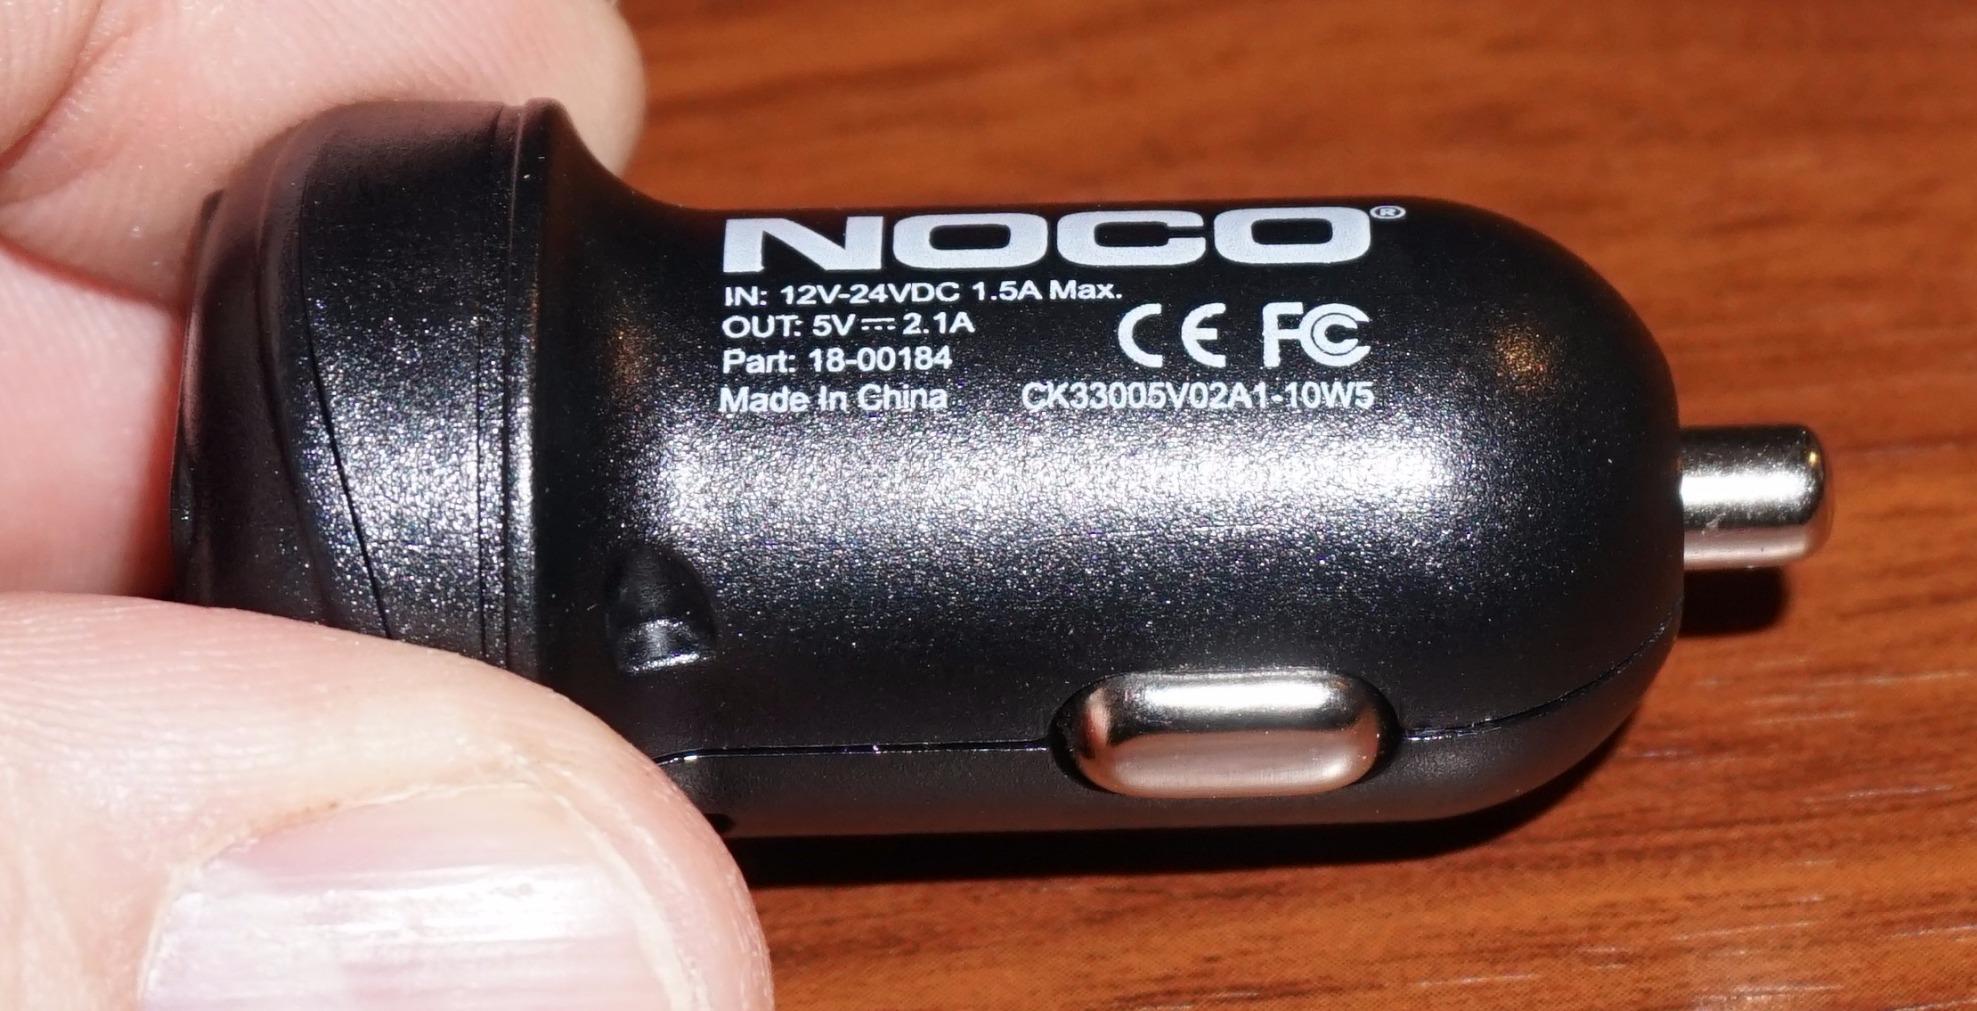 NOCO®
IN: 12V-24VDC 1.5A Max.
OUT: 5V⎓2.1A
Part: 18-00184
CE FC
Made In China CK33005V02A1-10W5